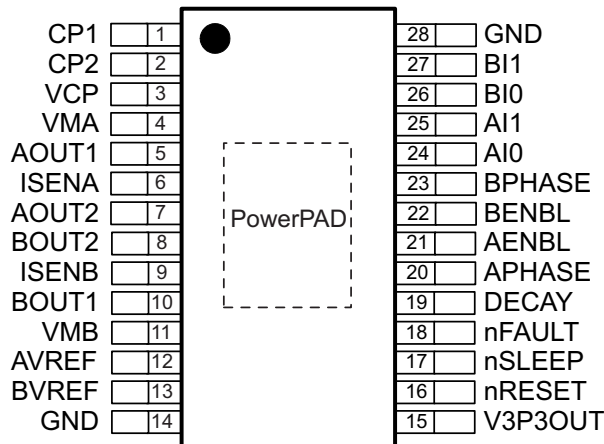 CP1 1 28 GND
CP2 2 27 BI1
VCP 3 26 BI0
VMA 4 25 AI1
AOUT1 5 24 AI0
ISENA 6 23 BPHASE
AOUT2 7 PowerPAD 22 BENBL
BOUT2 8 21 AENBL
ISENB 9 20 APHASE
BOUT1 10 19 DECAY
VMB 11 18 nFAULT
AVREF 12 17 nSLEEP
BVREF 13 16 nRESET
GND 14 15 V3P3OUT